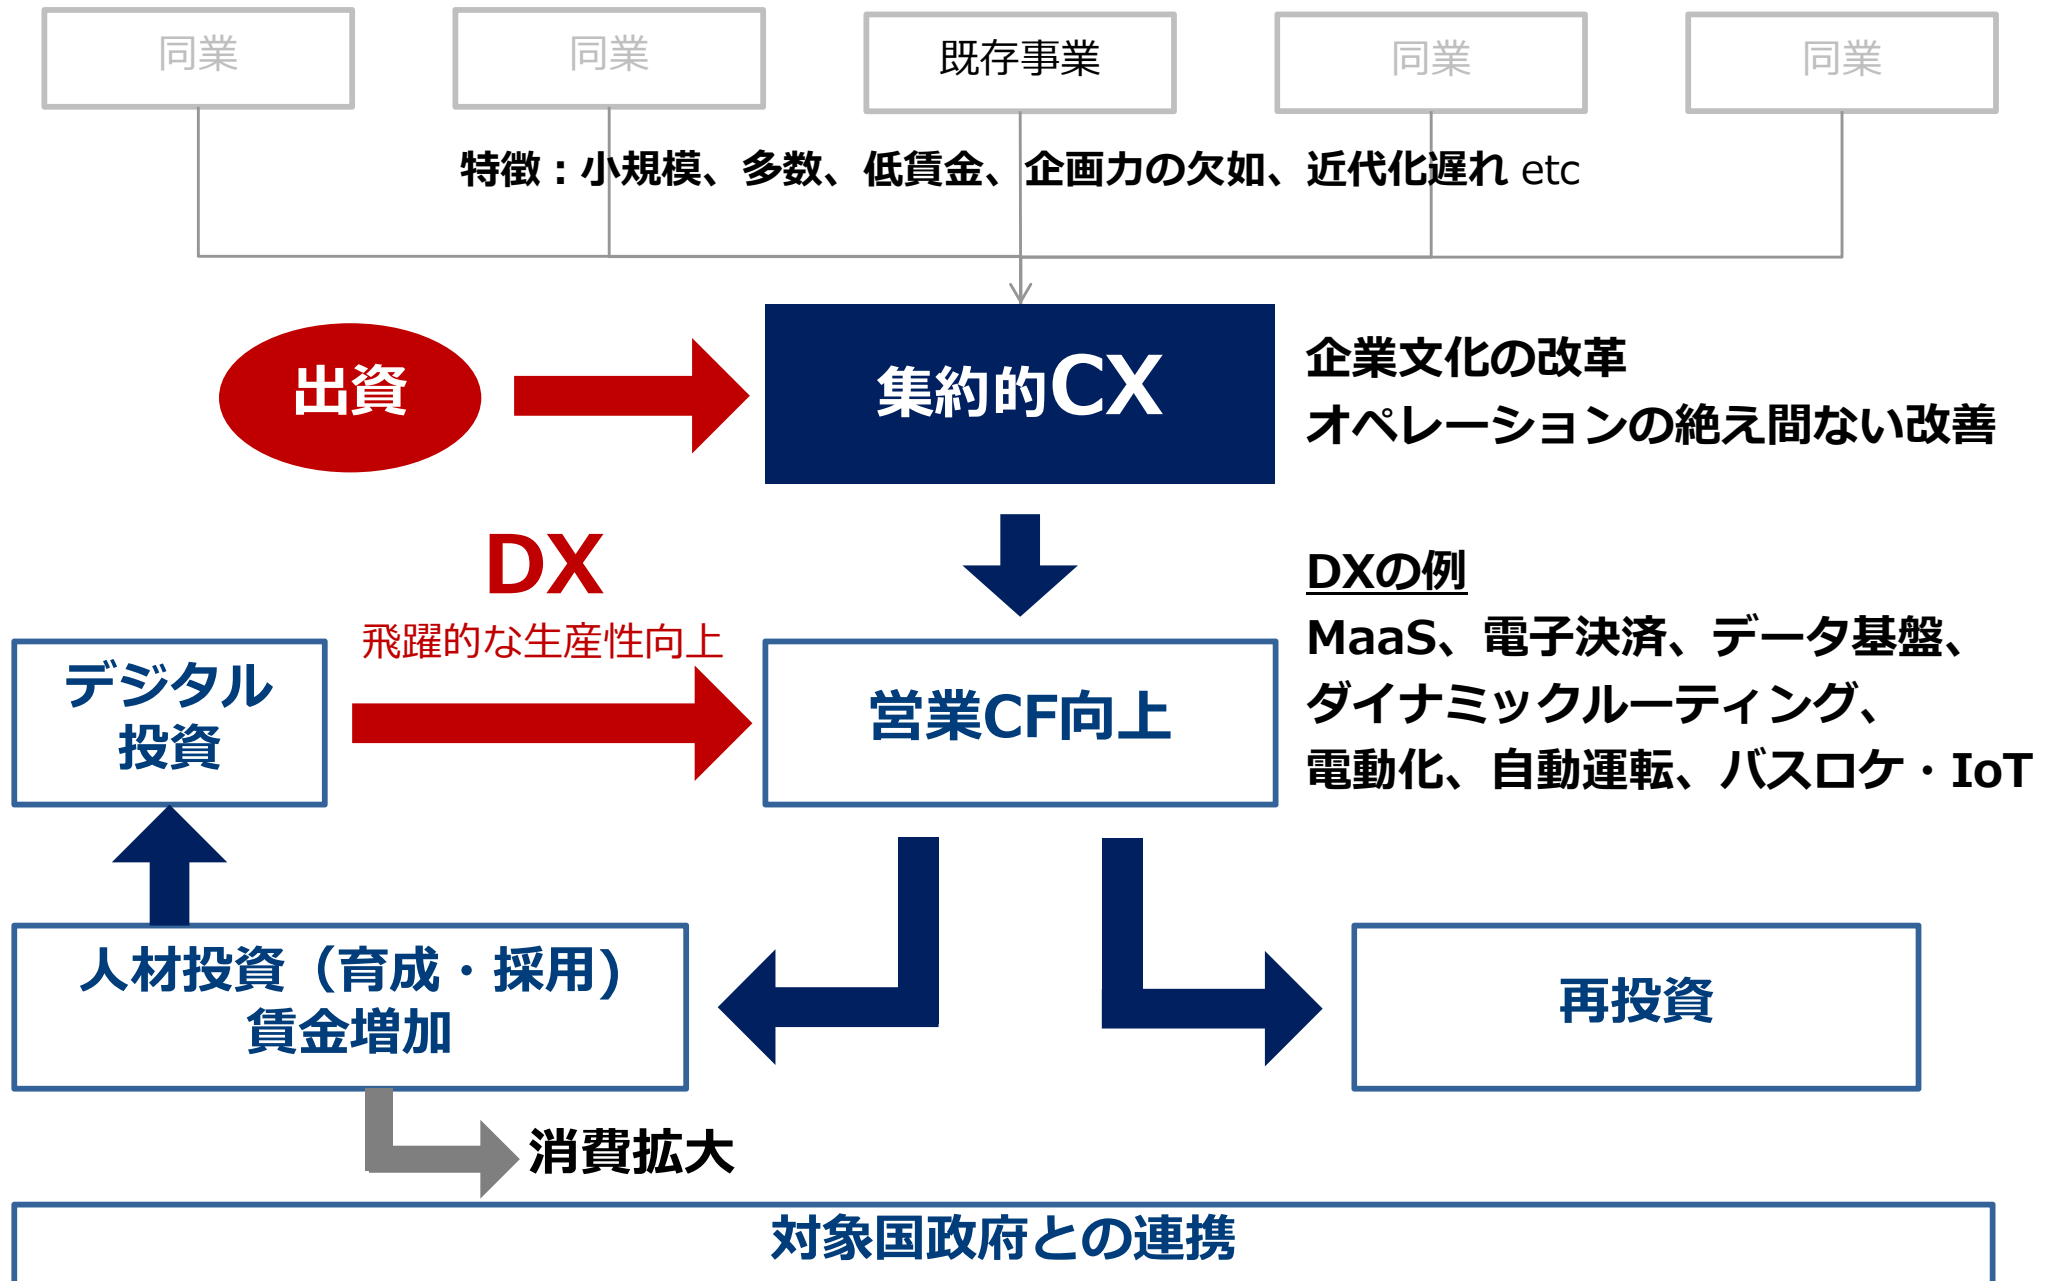 同業
同業
既存事業
同業
同業
特徴：小規模、多数、低賃金、企画力の欠如、近代化遅れ etc
出資
集約的CX
企業文化の改革
オペレーションの絶え間ない改善
DX
飛躍的な生産性向上
デジタル
投資
営業CF向上
DXの例
MaaS、電子決済、データ基盤、
ダイナミックルーティング、
電動化、自動運転、バスロケ・IoT
人材投資（育成・採用)
賃金増加
再投資
消費拡大
対象国政府との連携